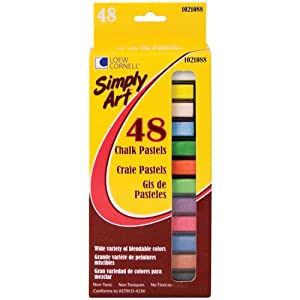 48
LOEW
CORNELL
1021088
1021088
Simply
Art
48
Chalk Pastels
Craie Pastels
Gis de
Pasteles
Wide variety of blendable colors
Grande variété de peintures
miscibles
Gran variedad de colores para
mezclar
Non-Toxic Non-Toxiques No Tóxicas
Conforms to ASTM D-4236